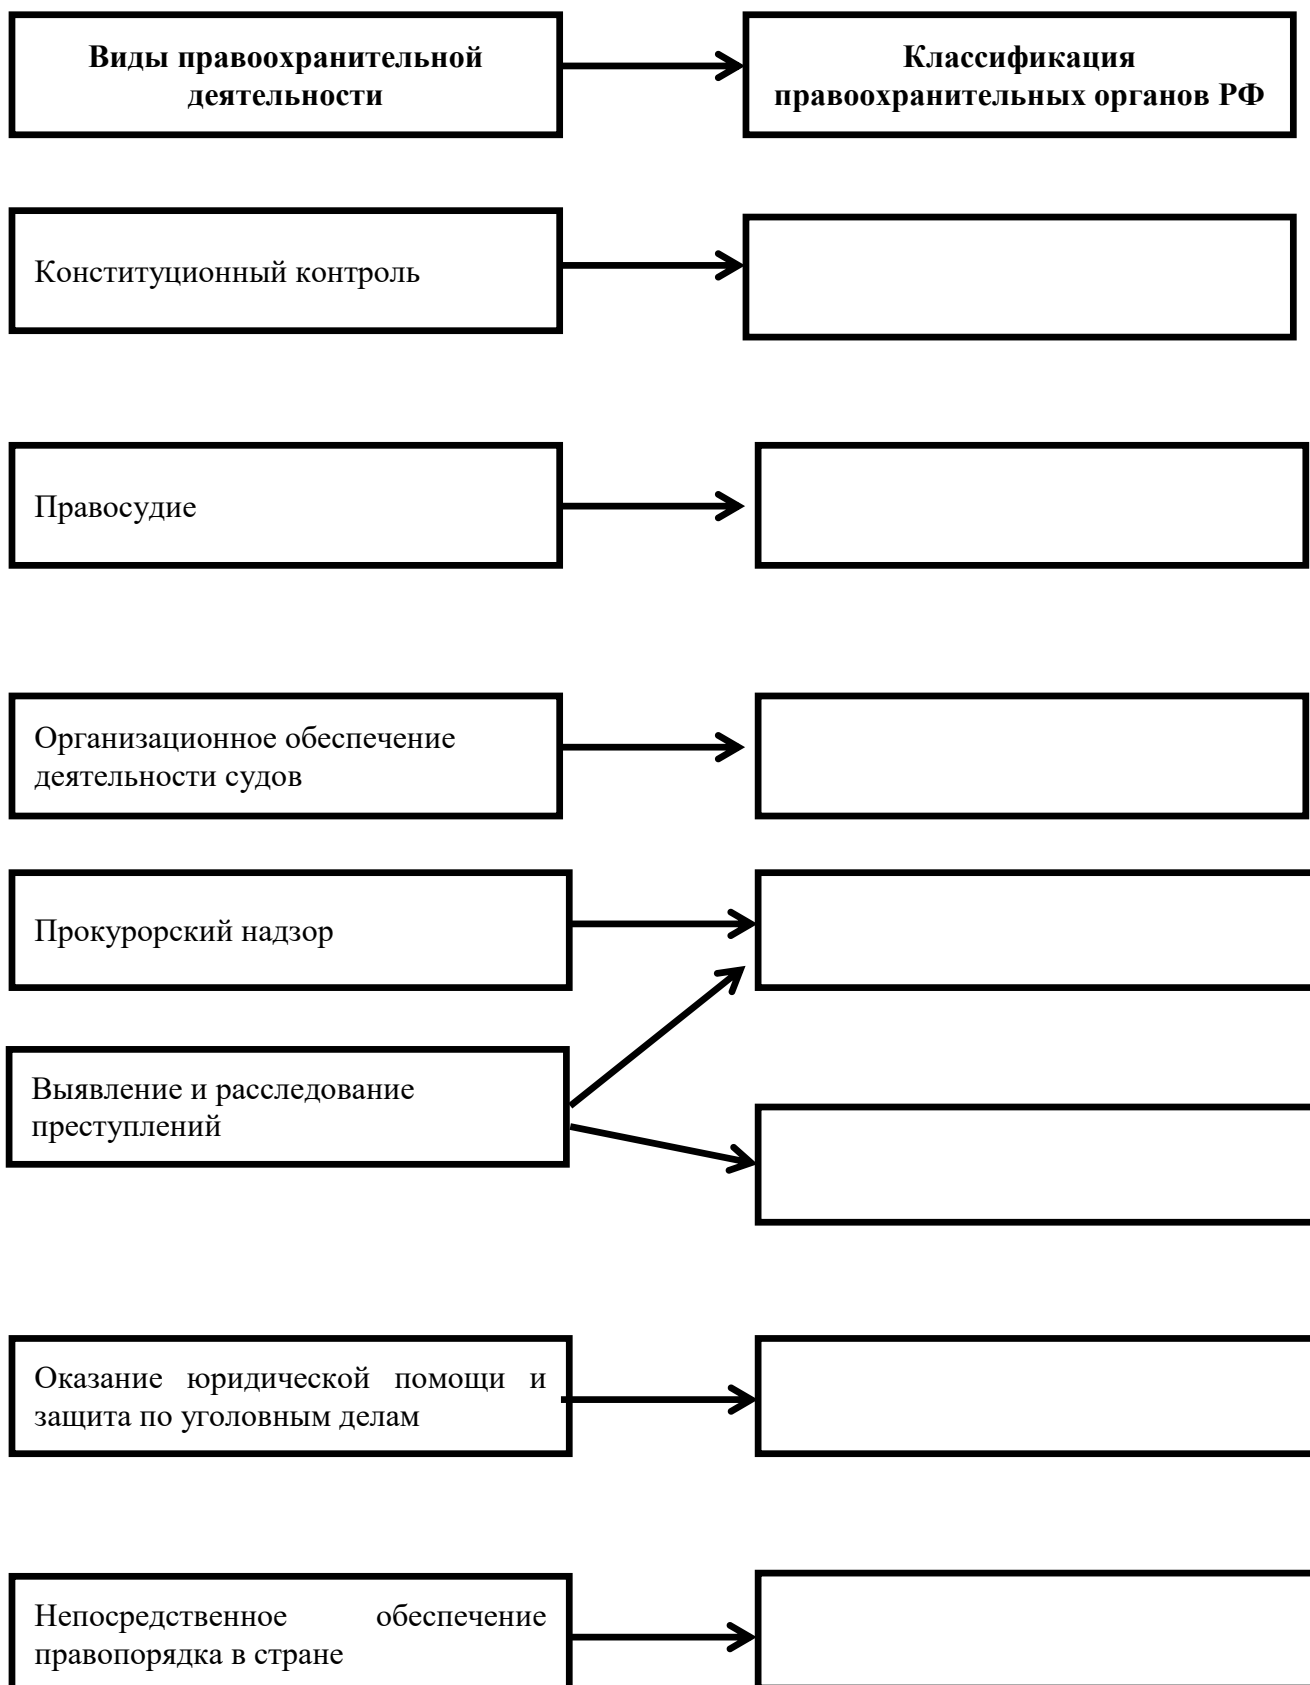 Виды правоохранительной
деятельности
Классификация
правоохранительных органов РФ
Конституционный контроль
Правосудие
Организационное обеспечение
деятельности судов
Прокурорский надзор
Выявление и расследование
преступлений
Оказание юридической помощи и
защита по уголовным делам
Непосредственное обеспечение
правопорядка в стране